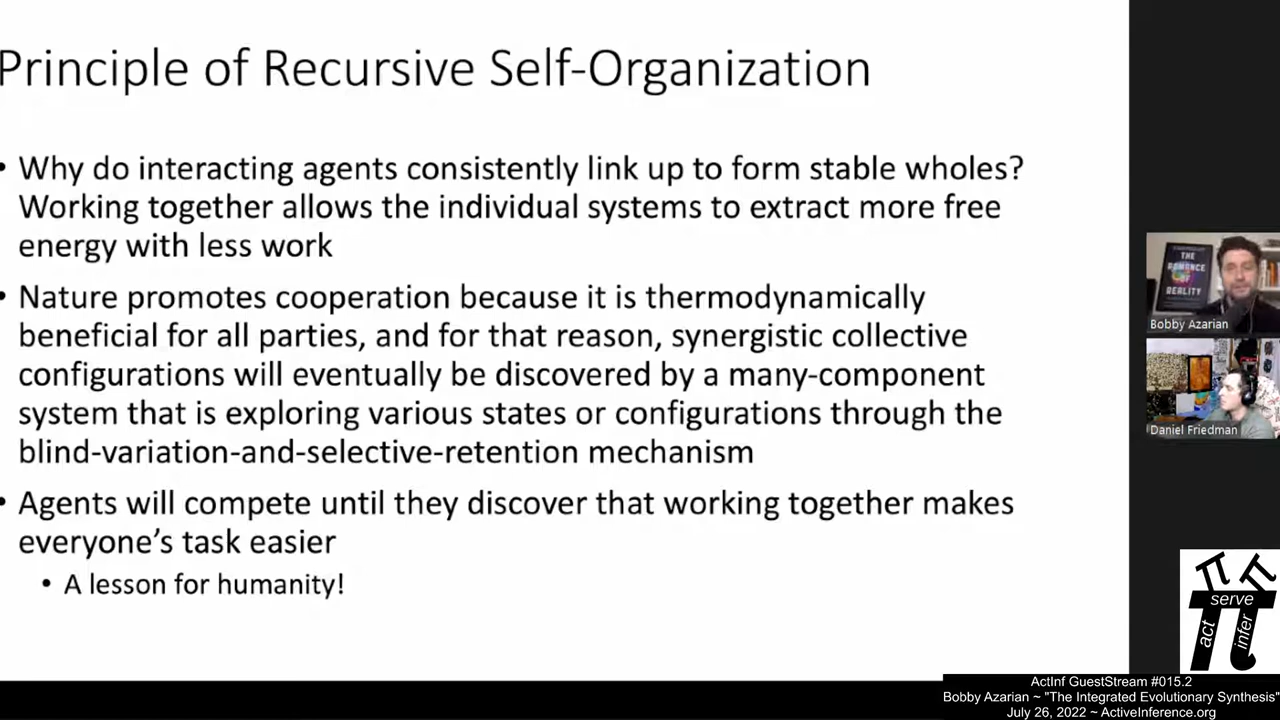 Principle of Recursive Self-Organization
• Why do interacting agents consistently link up to form stable wholes?
Working together allows the individual systems to extract more free
energy with less work
• Nature promotes cooperation because it is thermodynamically
beneficial for all parties, and for that reason, synergistic collective
configurations will eventually be discovered by a many-component
system that is exploring various states or configurations through the
blind-variation-and-selective-retention mechanism
• Agents will compete until they discover that working together makes
everyone’s task easier
• A lesson for humanity!
THE
ROMANCE
OF
REALITY
Bobby Azarian
Daniel Friedman
serve
act
infer
ActInf GuestStream #015.2
Bobby Azarian ~ "The Integrated Evolutionary Synthesis"
July 26, 2022 ~ ActiveInference.org